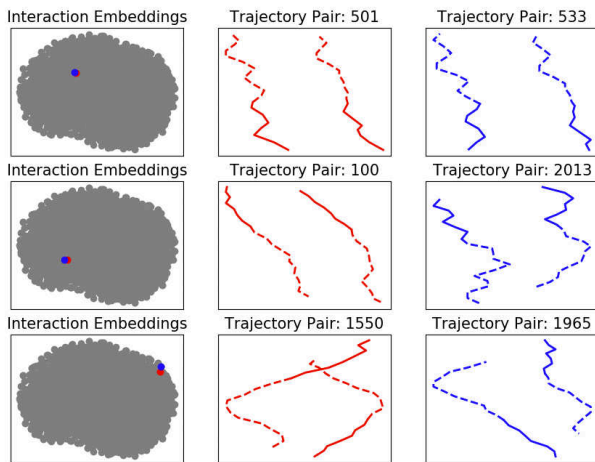 Interaction Embeddings Trajectory Pair: 501 Trajectory Pair: 533
Interaction Embeddings Trajectory Pair: 100 Trajectory Pair: 2013
Interaction Embeddings Trajectory Pair: 1550 Trajectory Pair: 1965